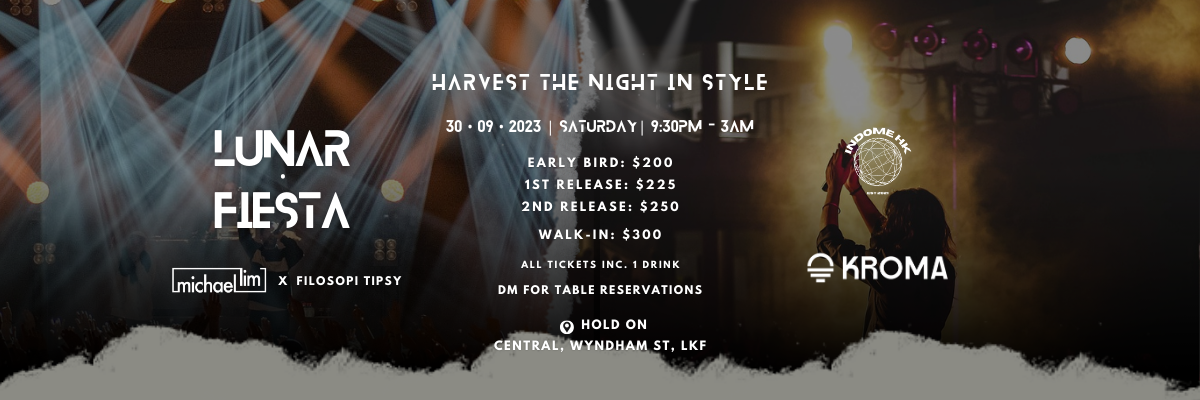 HARVEST THE NIGHT IN STYLE
30 • 09 • 2023 | SATURDAY | 9:30PM - 3AM
LUNAR
•
FIESTA
michael lim X FILOSOPI TIPSY
EARLY BIRD: $200
1ST RELEASE: $225
2ND RELEASE: $250
WALK-IN: $300
ALL TICKETS INC. 1 DRINK
DM FOR TABLE RESERVATIONS
HOLD ON
CENTRAL, WYNDHAM ST, LKF
INDOME HK
KROMA